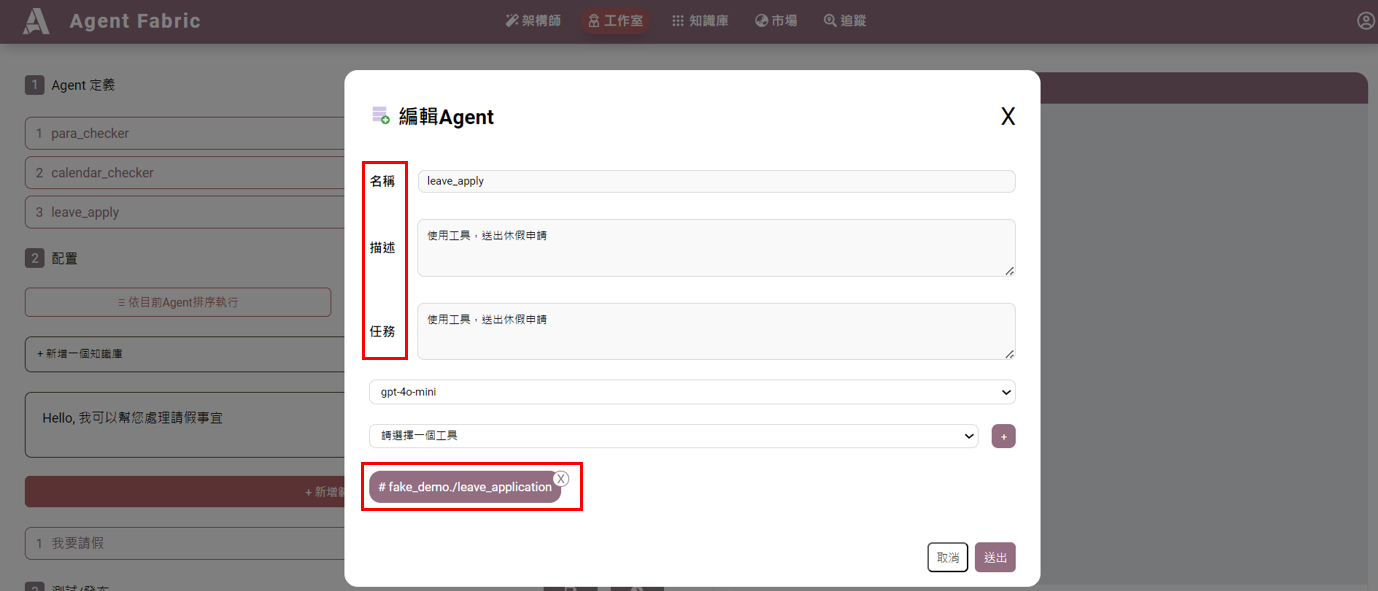 Agent Fabric
架構師
工作室
知識庫
市場
追蹤
1 Agent 定義
1 para_checker
2 calendar_checker
3 leave_apply
2 配置
依目前Agent排序執行
+ 新增一個知識庫
Hello, 我可以幫您處理請假事宜
+ 新增
1 我要請假
測試/發布
編輯Agent
X
名稱
leave_apply
描述
使用工具，送出休假申請
任務
使用工具，送出休假申請
gpt-4o-mini
請選擇一個工具
+
# fake_demo./leave_application
X
取消
送出